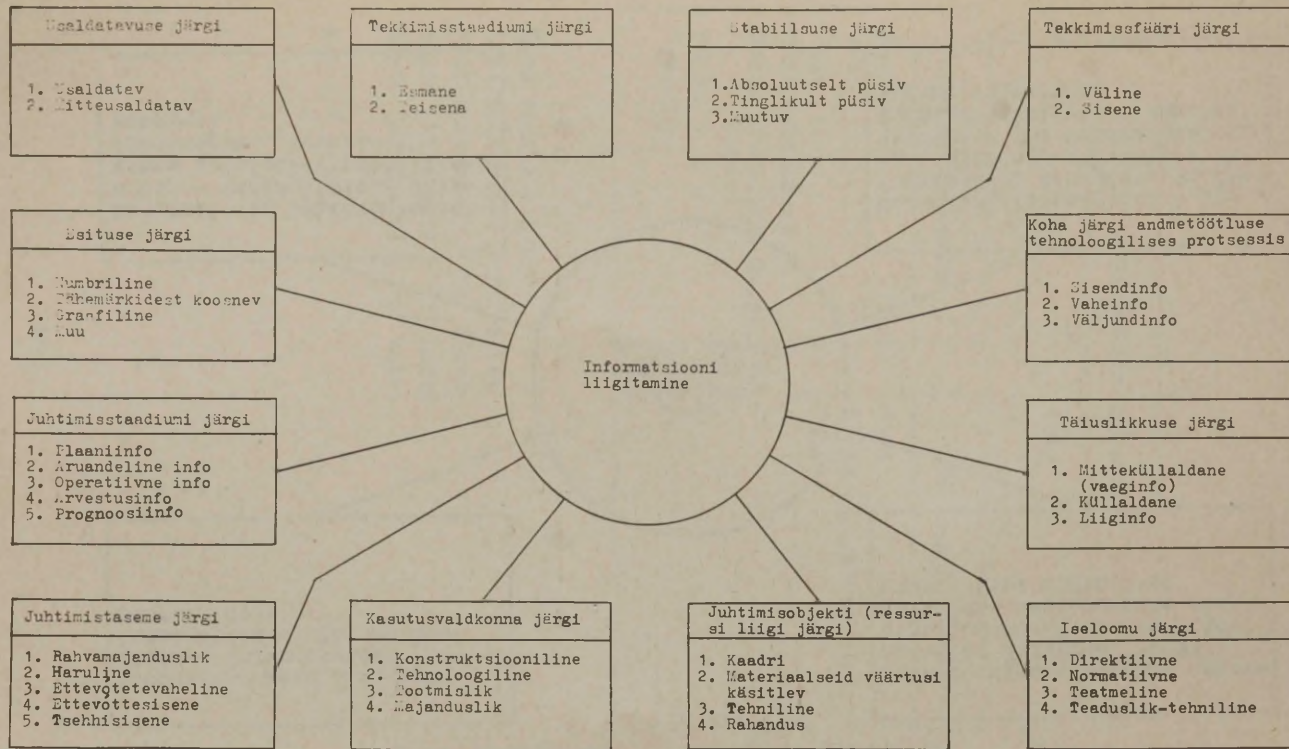 Usaldatavuse järgi
1. Usaldatav
2. Mitteusaldatav
Tekkimisstaadiumi järgi
1. Esmane
2. Teisena
Stabiilsuse järgi
1.Absoluutselt püsiv
2.Tinglikult püsiv
3.Muutuv
Tekkimissfääri järgi
1. Väline
2. Sisene
Esituse järgi
1. Numbriline
2. Tähemärkidest koosnev
3. Graafiline
4. Muu
Koha järgi andmetöötluse
tehnoloogilises protsessis
1. Sisendinfo
2. Vaheinfo
3. Väljundinfo
Informatsiooni
liigitamine
Juhtimisstaadiumi järgi
1. Plaaniinfo
2. Aruandeline info
3. Operatiivne info
4. Arvestusinfo
5. Prognoosiinfo
Täiuslikkuse järgi
1. Mitteküllaldane
(vaeginfo)
2. Küllaldane
3. Liiginfo
Juhtimistaseme järgi
1. Rahvamajanduslik
2. Haruline
3. Ettevõtetevaheline
4. Ettevõttesisene
5. Tsehhisisene
Kasutusvaldkonna järgi
1. Konstruktsiooniline
2. Tehnoloogiline
3. Tootmislik
4. Majanduslik
Juhtimisobjekti (ressur-
si liigi järgi)
1. Kaadri
2. Materiaalseid väärtusi
käsitlev
3. Tehniline
4. Rahandus
Iseloomu järgi
1. Direktiivne
2. Normatiivne
3. Teatmeline
4. Teaduslik-tehniline